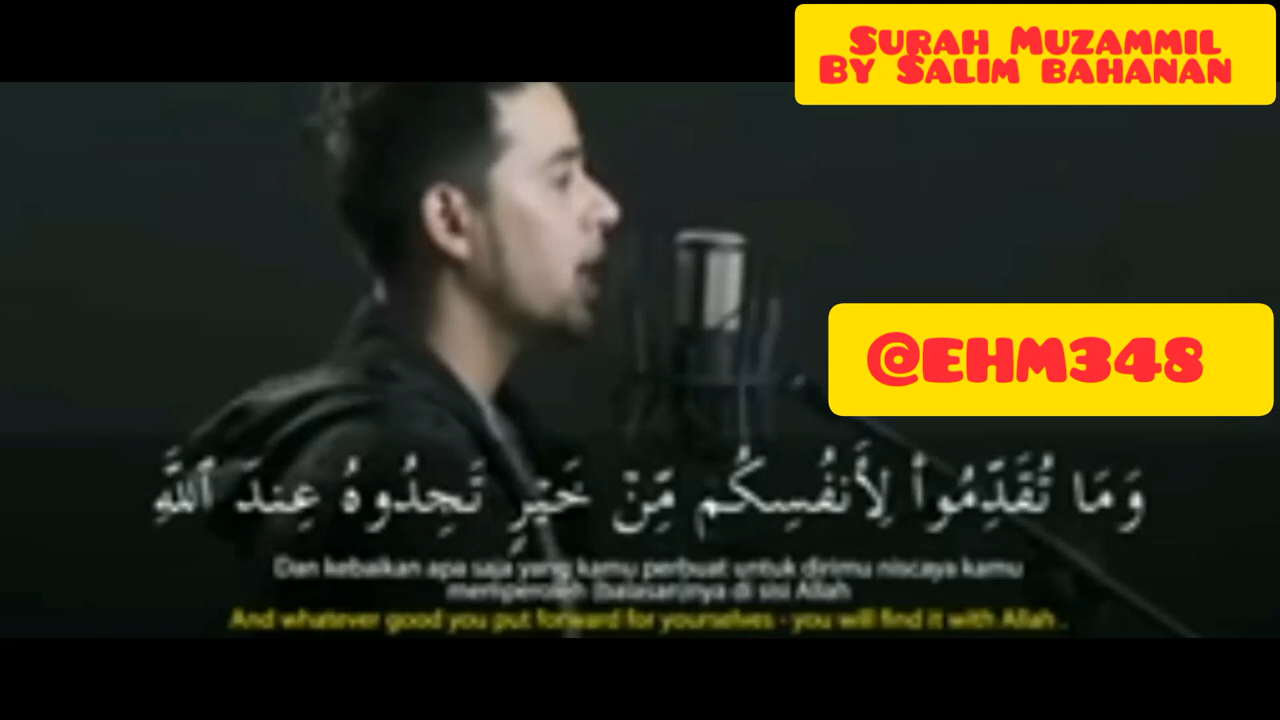 Surah Muzammil
By Salim bahanan
@EHM348
وَمَا تُقَدِّمُوا۟ لِأَنفُسِكُم مِّنْ خَيْرٍ تَجِدُوهُ عِندَ ٱللَّهِ
Dan kebaikan apa saja yang kamu perbuat untuk dirimu niscaya kamu
memperoleh (balasan)nya di sisi Allah
And whatever good you put forward for yourselves - you will find it with Allah .